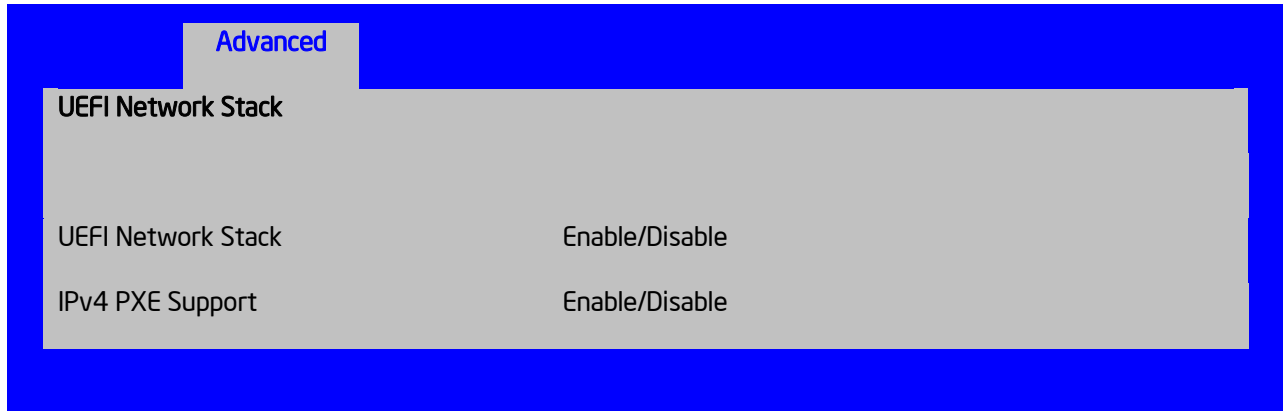 Advanced
UEFI Network Stack
UEFI Network Stack Enable/Disable
IPv4 PXE Support Enable/Disable